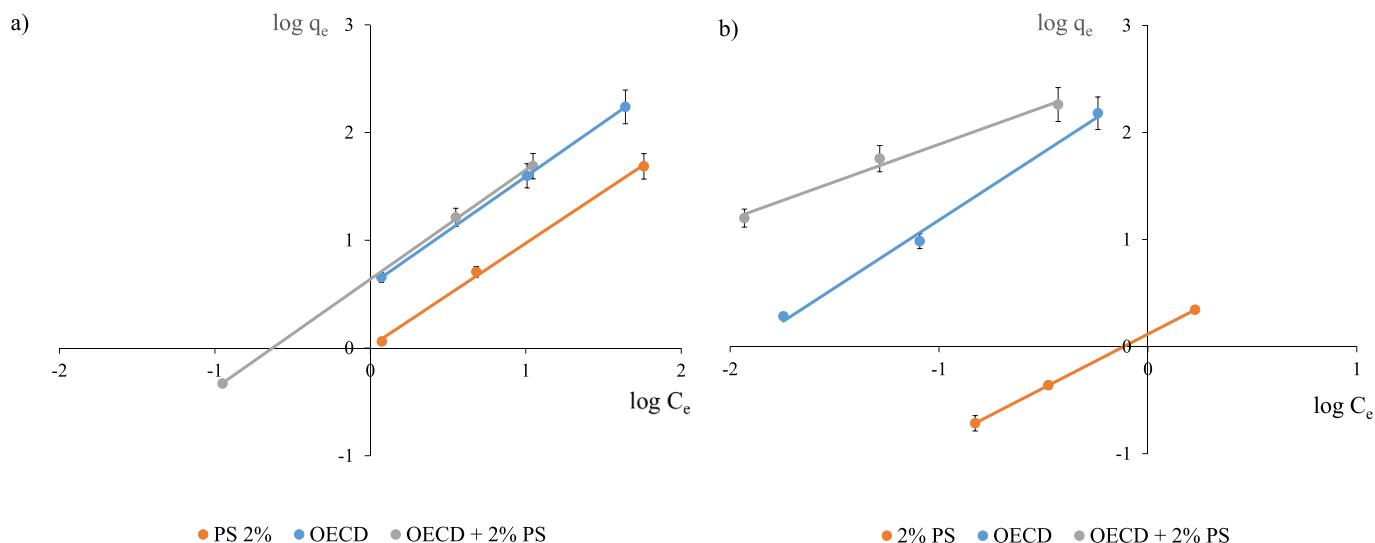 a)
log qₑ
3
2
1
0
-1
-2
-1
0
1
2
log Cₑ
PS 2%
OECD
OECD + 2% PS
b)
log qₑ
3
2
1
0
-1
-2
-1
0
1
log Cₑ
2% PS
OECD
OECD + 2% PS